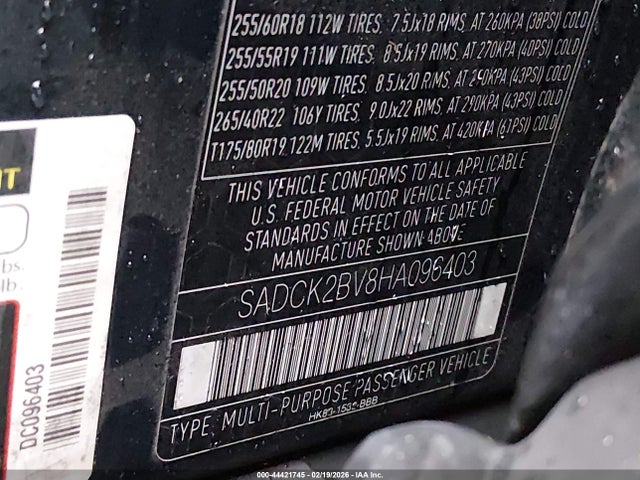 255/60R18 112W TIRES: 7.5Jx18 RIMS, AT 260KPA (38PSI) COLD
255/55R19 111W TIRES: 8.5Jx19 RIMS, AT 270KPA (40PSI) COLD
255/50R20 109W TIRES: 8.5Jx20 RIMS, AT 290KPA (43PSI) COLD
265/40R22 106Y TIRES: 9.0Jx22 RIMS, AT 290KPA (43PSI) COLD
T175/80R19 122M TIRES: 5.5Jx19 RIMS, AT 420KPA (61PSI) COLD
THIS VEHICLE CONFORMS TO ALL APPLICABLE
U.S. FEDERAL MOTOR VEHICLE SAFETY
STANDARDS IN EFFECT ON THE DATE OF
MANUFACTURE SHOWN ABOVE
SADCK2BV8HA096403
TYPE: MULTI-PURPOSE PASSENGER VEHICLE
DC096403
lb.
000-44421745 - 02/19/2026 - IAA Inc.